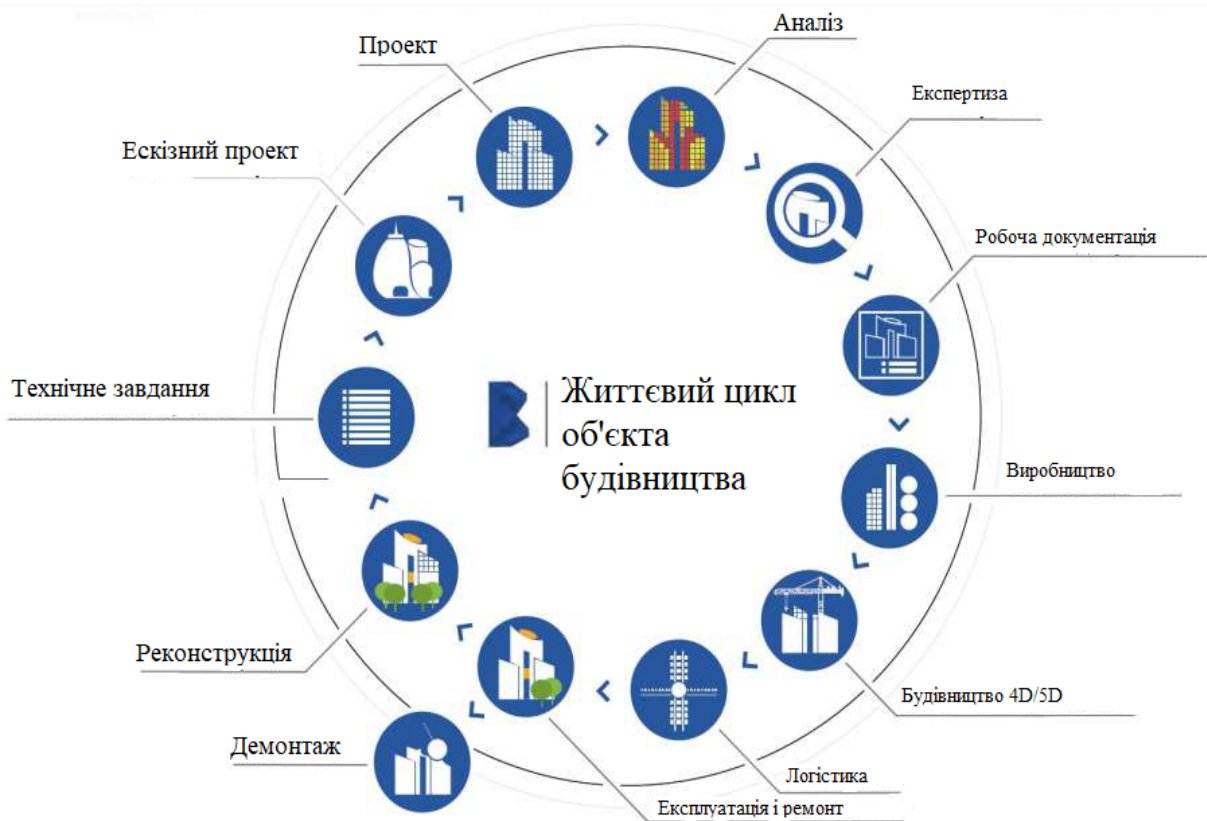 Аналіз
Проект
Експертиза
Ескізний проект
Робоча документація
Технічне завдання
Життєвий цикл
об'єкта
будівництва
Виробництво
Реконструкція
Будівництво 4D/5D
Демонтаж
Логістика
Експлуатація і ремонт